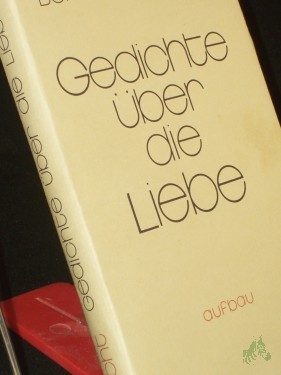 Gedichte
über
die
Liebe
aufbau
Gedichte über die Liebe